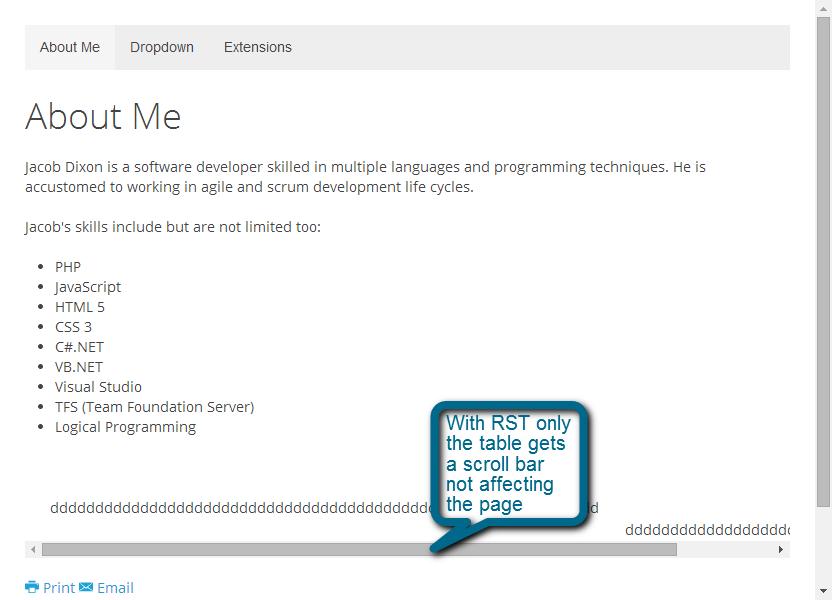 About Me Dropdown Extensions
About Me
Jacob Dixon is a software developer skilled in multiple languages and programming techniques. He is
accustomed to working in agile and scrum development life cycles.
Jacob's skills include but are not limited too:
PHP
JavaScript
HTML 5
CSS 3
C#.NET
VB.NET
Visual Studio
TFS (Team Foundation Server)
Logical Programming
With RST only
the table gets
a scroll bar
not affecting
the page
Print Email